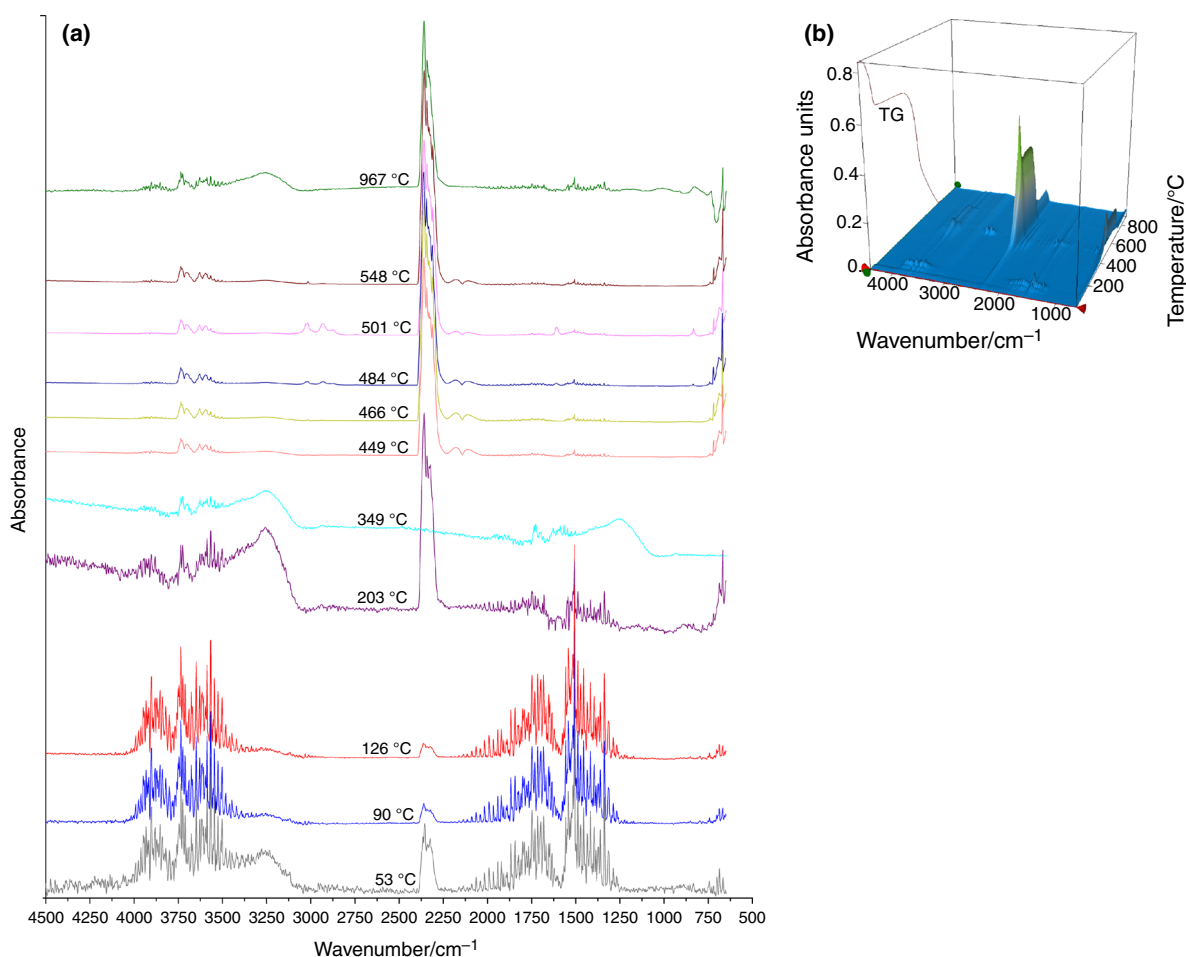 (a)
967 °C
548 °C
501 °C
484 °C
466 °C
449 °C
349 °C
203 °C
126 °C
90 °C
53 °C
Absorbance
4500 4250 4000 3750 3500 3250 3000 2750 2500 2250 2000 1750 1500 1250 1000 750 500
Wavenumber/cm⁻¹
(b)
0.8
0.6
0.4
0.2
0
TG
Absorbance units
4000 3000 2000 1000
Wavenumber/cm⁻¹
800
600
400
200
Temperature/°C